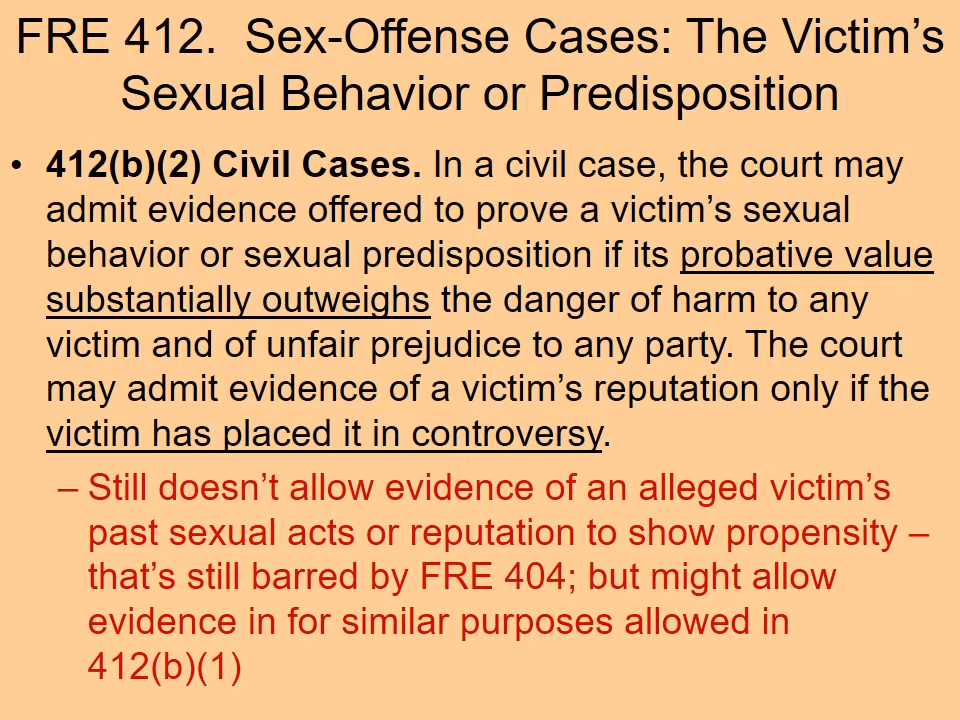 FRE 412.  Sex-Offense Cases: The Victim’s
Sexual Behavior or Predisposition
• 412(b)(2) Civil Cases. In a civil case, the court may
admit evidence offered to prove a victim’s sexual
behavior or sexual predisposition if its probative value
substantially outweighs the danger of harm to any
victim and of unfair prejudice to any party. The court
may admit evidence of a victim’s reputation only if the
victim has placed it in controversy.
– Still doesn’t allow evidence of an alleged victim’s
past sexual acts or reputation to show propensity –
that’s still barred by FRE 404; but might allow
evidence in for similar purposes allowed in
412(b)(1)